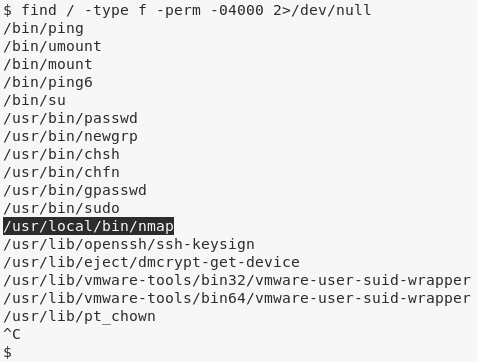 $ find / -type f -perm -04000 2>/dev/null
/bin/ping
/bin/umount
/bin/mount
/bin/ping6
/bin/su
/usr/bin/passwd
/usr/bin/newgrp
/usr/bin/chsh
/usr/bin/chfn
/usr/bin/gpasswd
/usr/bin/sudo
/usr/local/bin/nmap
/usr/lib/openssh/ssh-keysign
/usr/lib/eject/dmcrypt-get-device
/usr/lib/vmware-tools/bin32/vmware-user-suid-wrapper
/usr/lib/vmware-tools/bin64/vmware-user-suid-wrapper
/usr/lib/pt_chown
^C
$